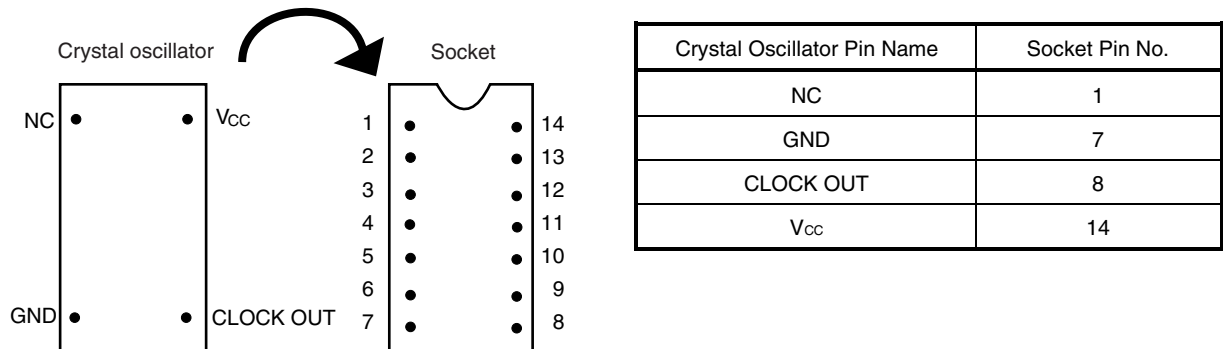 Crystal oscillator
NC
VCC
GND
CLOCK OUT
Socket
1 14
2 13
3 12
4 11
5 10
6 9
7 8
Crystal Oscillator Pin Name Socket Pin No.
NC 1
GND 7
CLOCK OUT 8
VCC 14